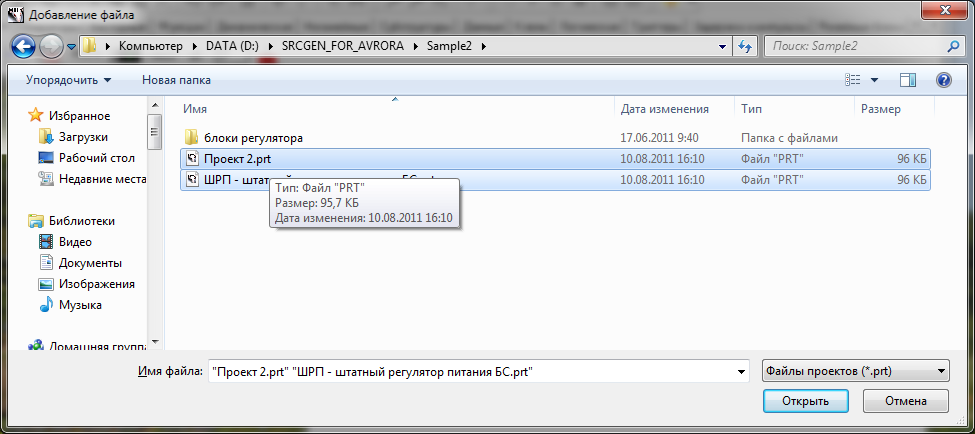 Добавление файла
Компьютер DATA (D:) SRCGEN_FOR_AVRORA Sample2 Поиск: Sample2
Упорядочить Новая папка
Имя Дата изменения Тип Размер
Избранное
Загрузки
Рабочий стол
Недавние места
Библиотеки
Видео
Документы
Изображения
Музыка
Домашняя группа
блоки регулятора 17.06.2011 9:40 Папка с файлами
Проект 2.prt 10.08.2011 16:10 Файл "PRT" 96 КБ
ШРП - штатный БС 10.08.2011 16:10 Файл "PRT" 96 КБ
Тип: Файл "PRT"
Размер: 95,7 КБ
Дата изменения: 10.08.2011 16:10
Имя файла: "Проект 2.prt" "ШРП - штатный регулятор питания БС.prt" Файлы проектов (*.prt)
Открыть Отмена